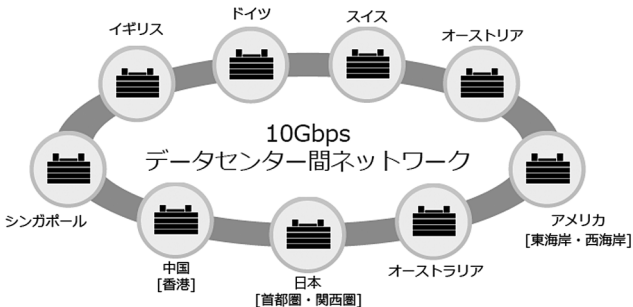 イギリス
ドイツ
スイス
オーストリア
10Gbps
データセンター間ネットワーク
シンガポール
中国
[香港]
日本
[首都圏・関西圏]
オーストラリア
アメリカ
[東海岸・西海岸]